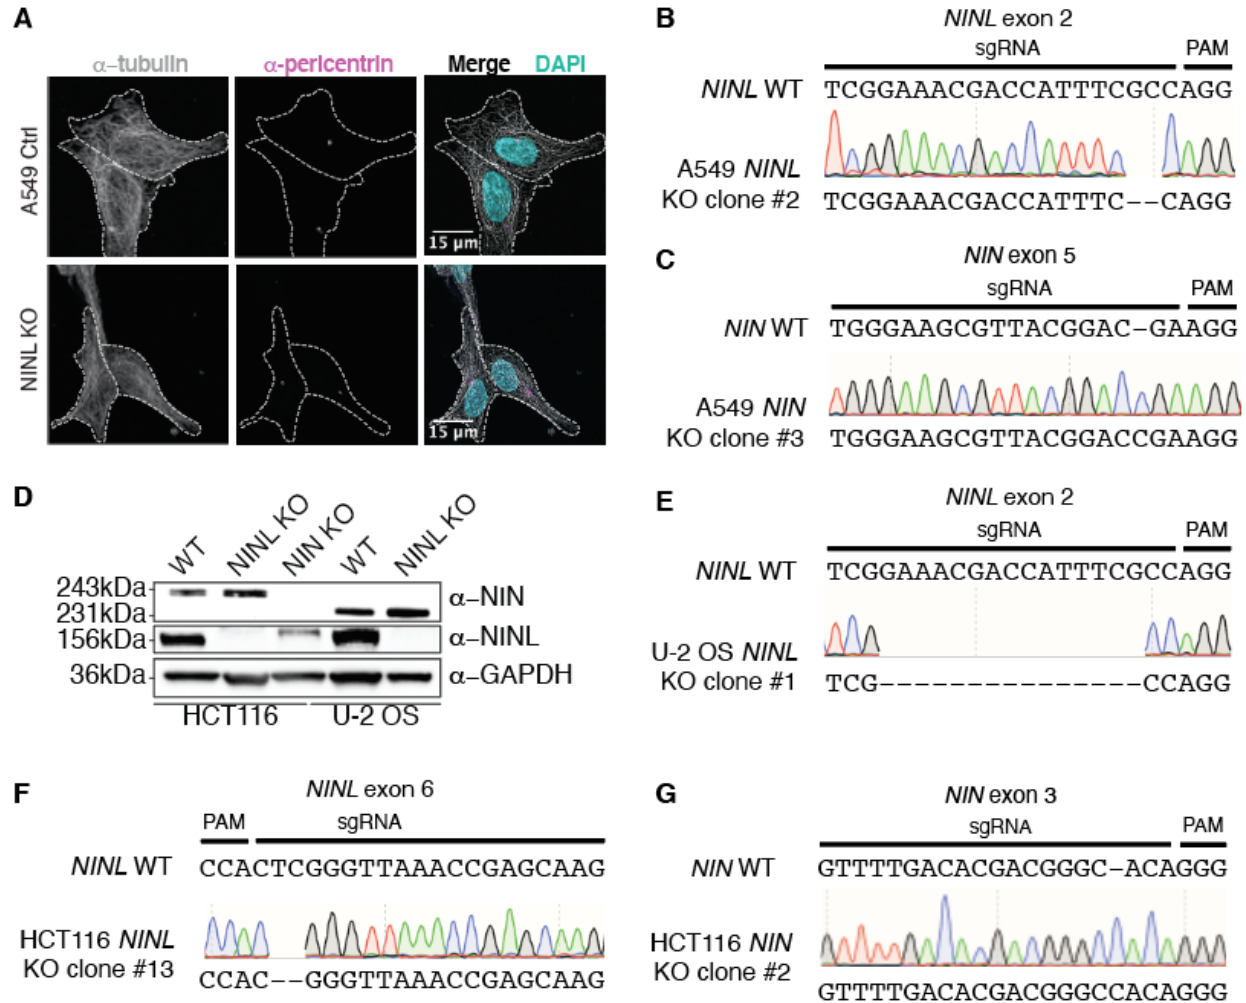 A
α–tubulin
α-pericentrin
Merge
DAPI
A549 Ctrl
15 µm
NINL KO
15 µm
B
NINL exon 2
sgRNA
PAM
NINL WT
TCGGAAACGACCATTTCGCCAGG
A549 NINL
KO clone #2
TCGGAAACGACCATTTC--CAGG
C
NIN exon 5
sgRNA
PAM
NIN WT
TGGGAAGCGTTACGGAC-GAAGG
A549 NIN
KO clone #3
TGGGAAGCGTTACGGACCGAAGG
D
WT
NINL KO
NIN KO
WT
NINL KO
243kDa
231kDa
α–NIN
156kDa
α–NINL
36kDa
α–GAPDH
HCT116
U-2 OS
E
NINL exon 2
sgRNA
PAM
NINL WT
TCGGAAACGACCATTTCGCCAGG
U-2 OS NINL
KO clone #1
TCG---------------CCAGG
F
NINL exon 6
PAM
sgRNA
NINL WT
CCACTCGGGTTAAACCGAGCAAG
HCT116 NINL
KO clone #13
CCAC--GGGTTAAACCGAGCAAG
G
NIN exon 3
sgRNA
PAM
NIN WT
GTTTTGACACGACGGGC-ACAGGG
HCT116 NIN
KO clone #2
GTTTTGACACGACGGGCCACAGGG